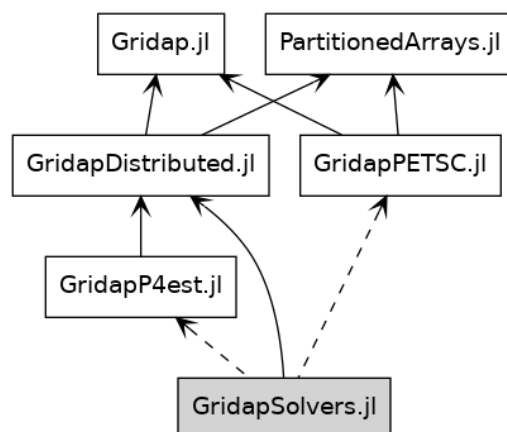 Gridap.jl
PartitionedArrays.jl
GridapDistributed.jl
GridapPETSC.jl
GridapP4est.jl
GridapSolvers.jl